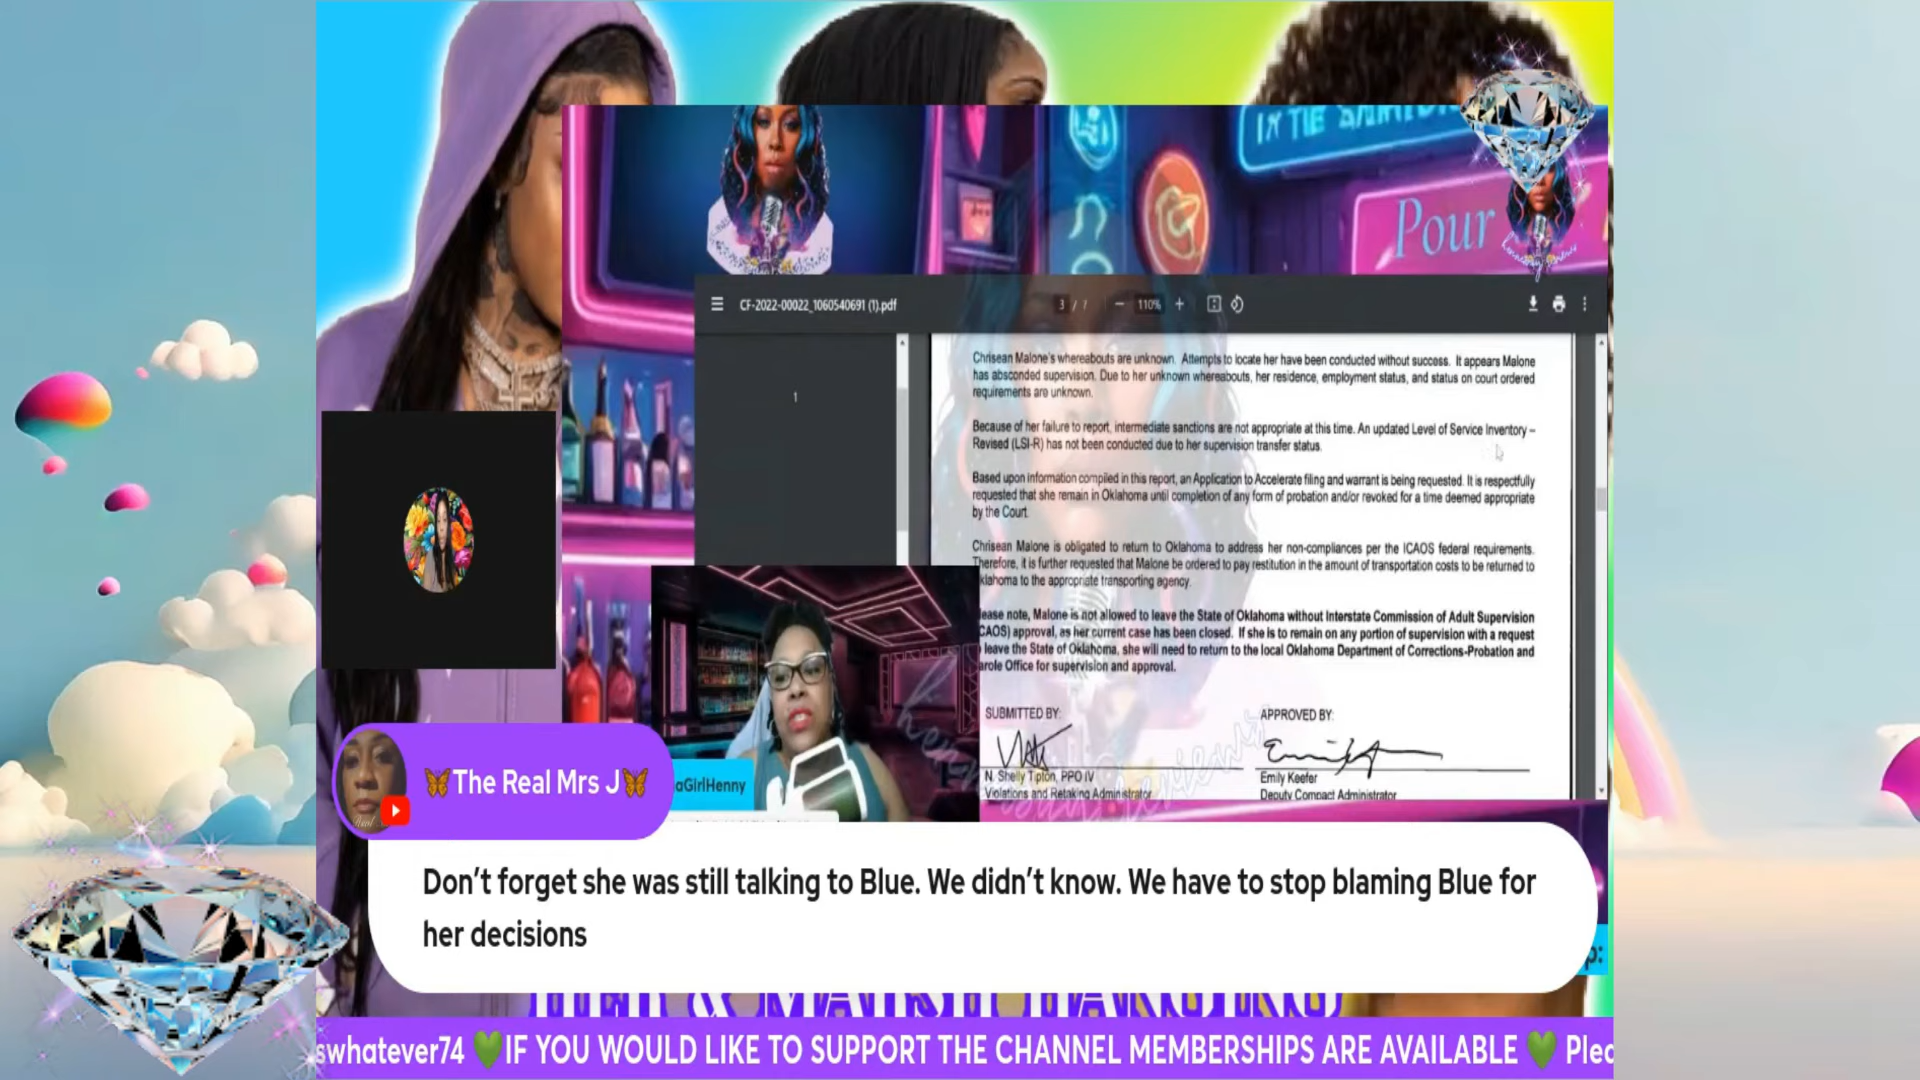 IN THE
Pour
CF-2022-00022_1060540691 (1).pdf
3 / 7
110%
1
Chrisean Malone's whereabouts are unknown. Attempts to locate her have been conducted without success. It appears Malone
has absconded supervision. Due to her unknown whereabouts, her residence, employment status, and status on court ordered
requirements are unknown.
Because of her failure to report, intermediate sanctions are not appropriate at this time. An updated Level of Service Inventory –
Revised (LSI-R) has not been conducted due to her supervision transfer status.
Based upon information compiled in this report, an Application to Accelerate filing and warrant is being requested. It is respectfully
requested that she remain in Oklahoma until completion of any form of probation and/or revoked for a time deemed appropriate
by the Court.
Chrisean Malone is obligated to return to Oklahoma to address her non-compliances per the ICAOS federal requirements.
Therefore, it is further requested that Malone be ordered to pay restitution in the amount of transportation costs to be returned to
klahoma to the appropriate transporting agency.
lease note, Malone is not allowed to leave the State of Oklahoma without Interstate Commission of Adult Supervision
CAOS) approval, as her current case has been closed. If she is to remain on any portion of supervision with a request
leave the State of Oklahoma, she will need to return to the local Oklahoma Department of Corrections-Probation and
arole Office for supervision and approval.
SUBMITTED BY:
APPROVED BY:
N. Shelly Tipton, PPO IV
Emily Keefer
Violations and Retaking Administrator
Deputy Compact Administrator
aGirlHenny
🦋The Real Mrs J🦋
Don't forget she was still talking to Blue. We didn't know. We have to stop blaming Blue for
her decisions
p:
swhatever74 💚IF YOU WOULD LIKE TO SUPPORT THE CHANNEL MEMBERSHIPS ARE AVAILABLE 💚 Plea